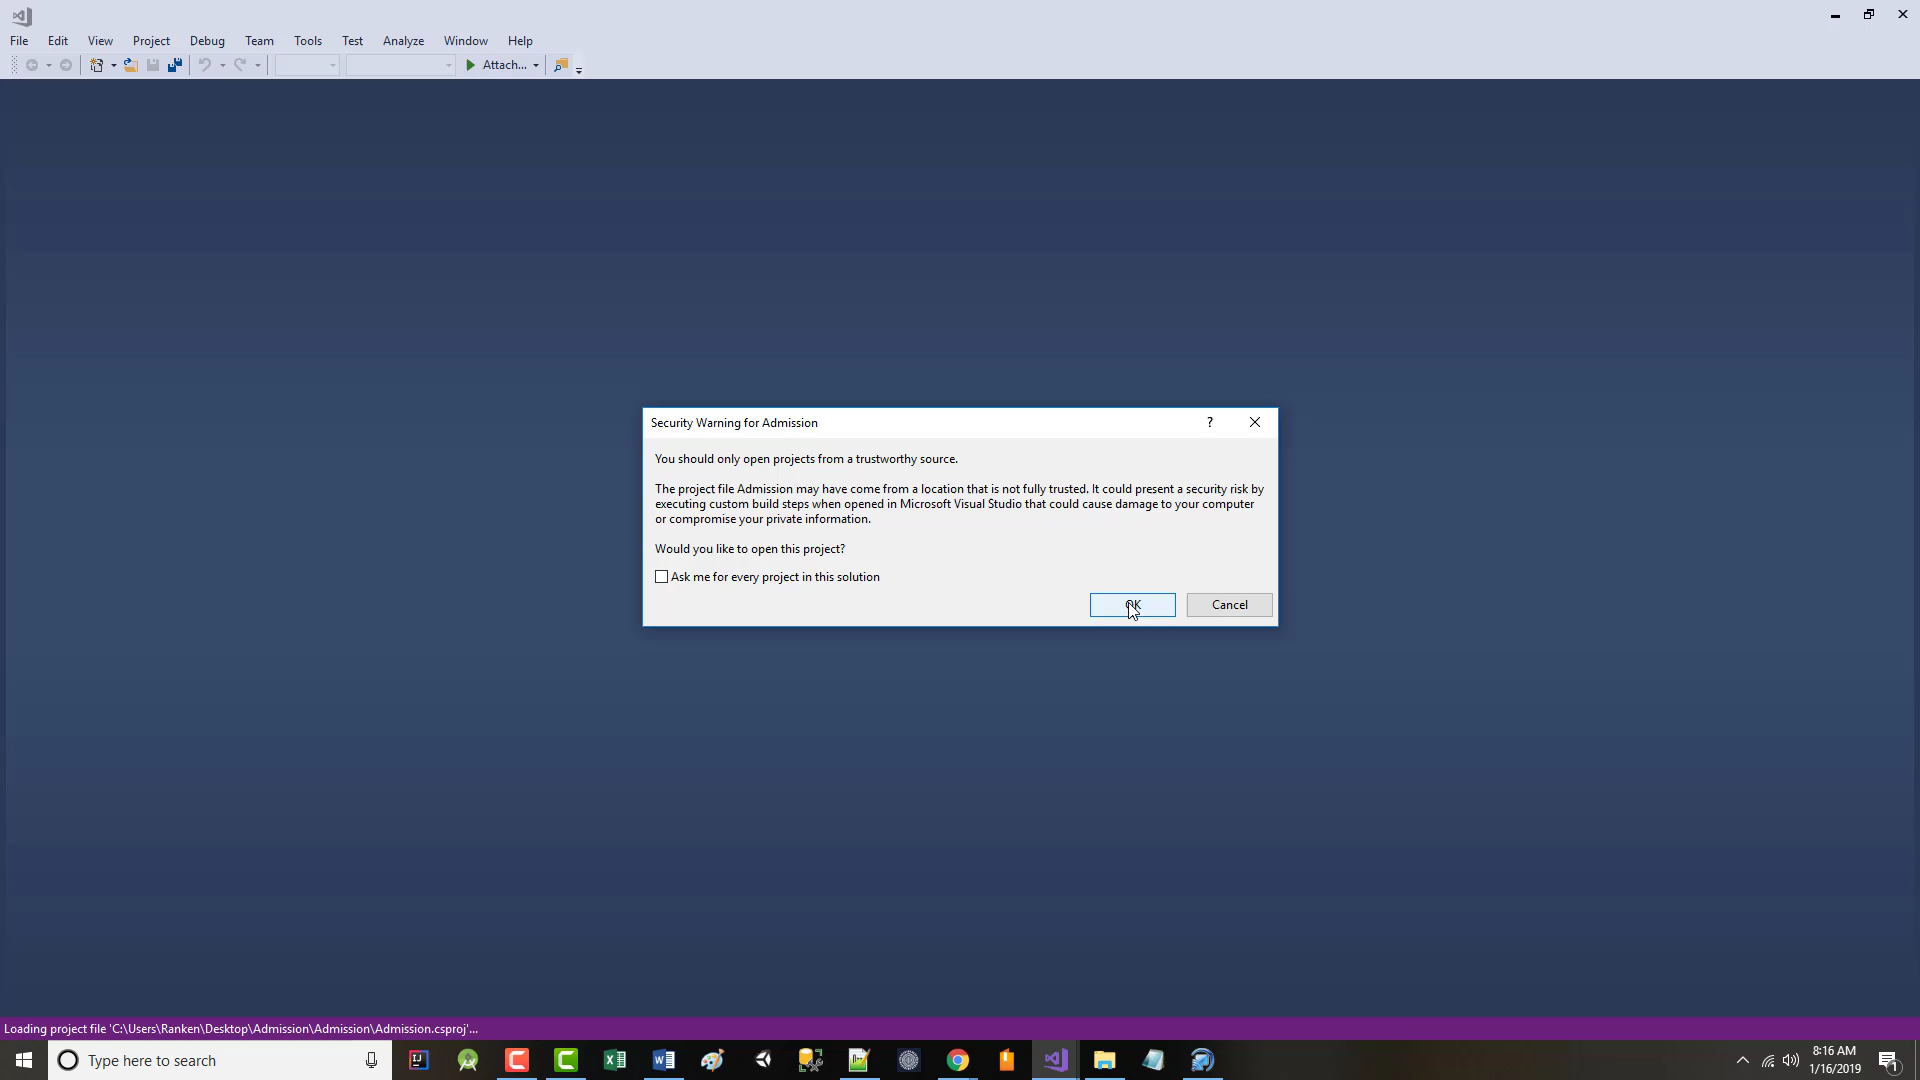 File Edit View Project Debug Team Tools Test Analyze Window Help
Attach...
Security Warning for Admission
You should only open projects from a trustworthy source.
The project file Admission may have come from a location that is not fully trusted. It could present a security risk by
executing custom build steps when opened in Microsoft Visual Studio that could cause damage to your computer
or compromise your private information.
Would you like to open this project?
Ask me for every project in this solution
OK Cancel
Loading project file 'C:\Users\Ranken\Desktop\Admission\Admission\Admission.csproj'...
Type here to search
8:16 AM
1/16/2019